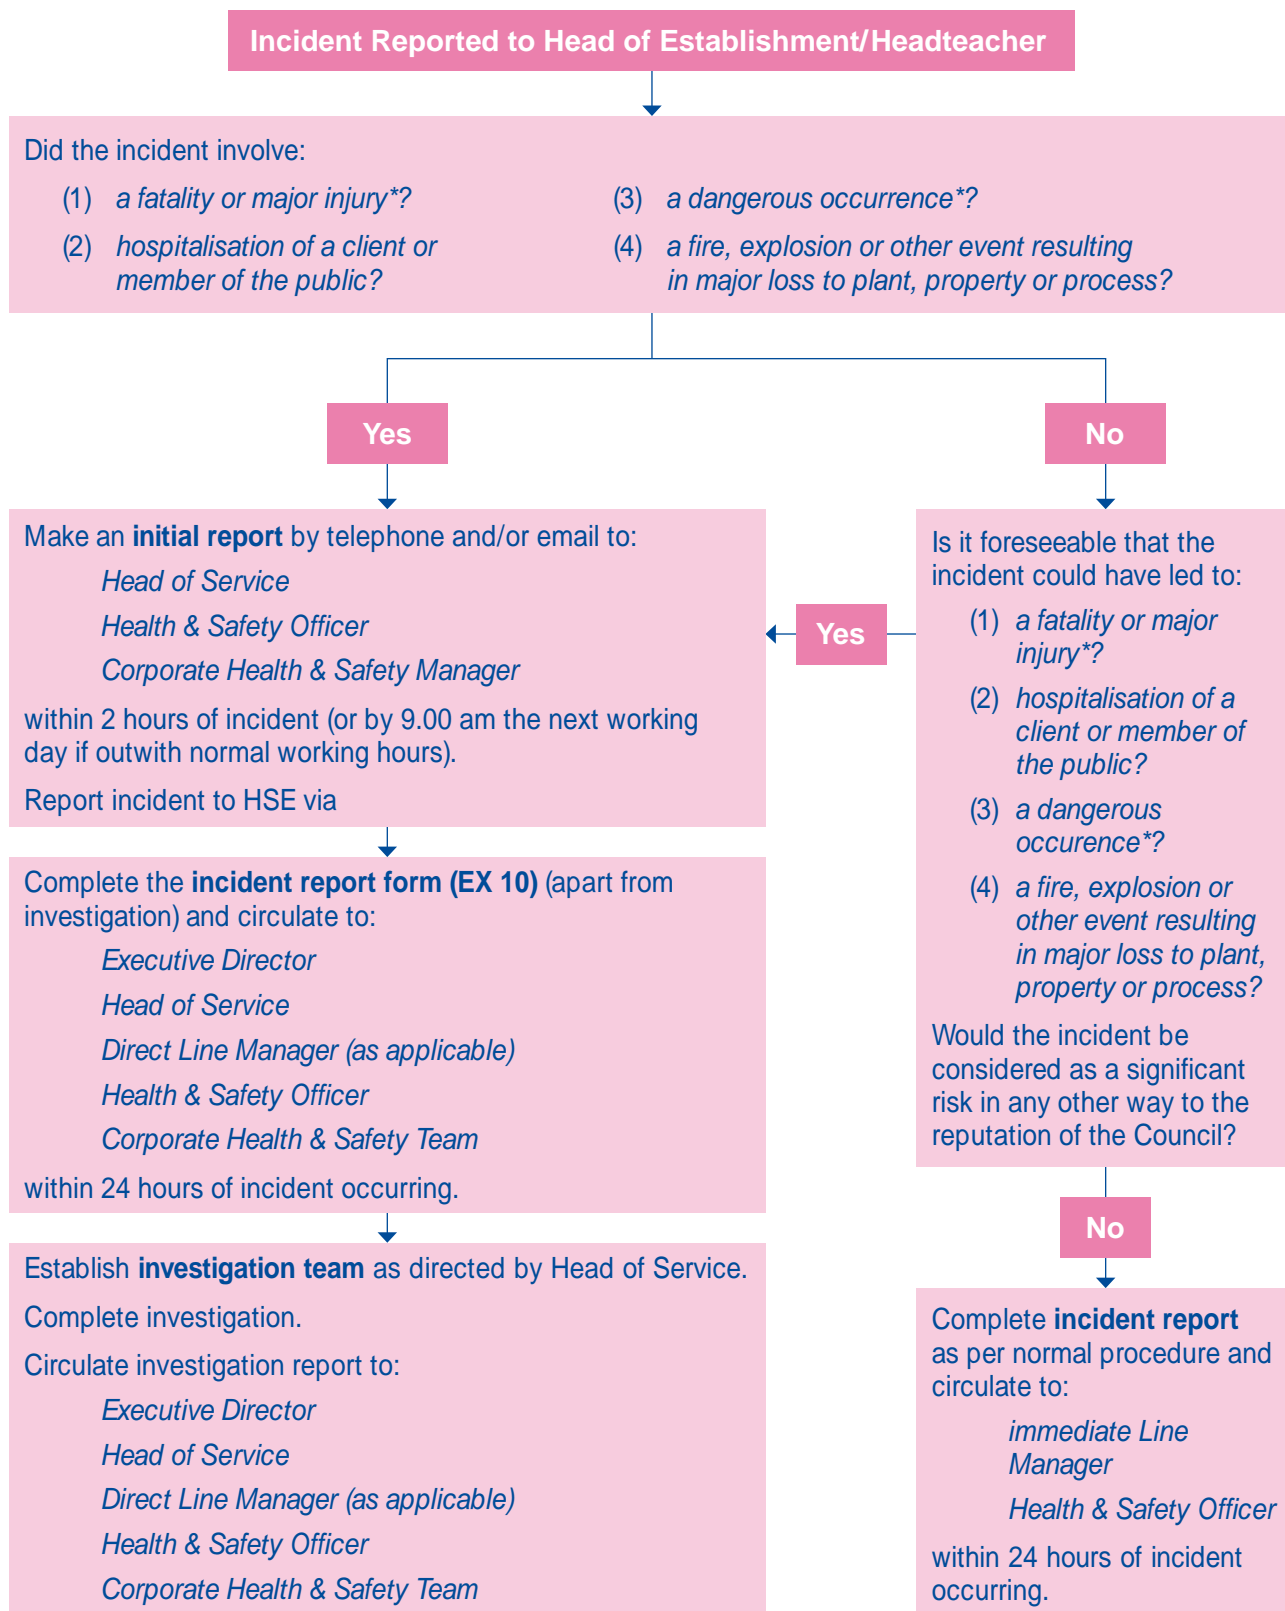 Incident Reported to Head of Establishment/Headteacher
Did the incident involve:
(1) a fatality or major injury*?
(2) hospitalisation of a client or
member of the public?
(3) a dangerous occurrence*?
(4) a fire, explosion or other event resulting
in major loss to plant, property or process?
Yes
No
Make an initial report by telephone and/or email to:
Head of Service
Health & Safety Officer
Corporate Health & Safety Manager
within 2 hours of incident (or by 9.00 am the next working
day if outwith normal working hours).
Report incident to HSE via
Yes
Is it foreseeable that the
incident could have led to:
(1) a fatality or major
injury*?
(2) hospitalisation of a
client or member of
the public?
(3) a dangerous
occurence*?
(4) a fire, explosion or
other event resulting
in major loss to plant,
property or process?
Would the incident be
considered as a significant
risk in any other way to the
reputation of the Council?
Complete the incident report form (EX 10) (apart from
investigation) and circulate to:
Executive Director
Head of Service
Direct Line Manager (as applicable)
Health & Safety Officer
Corporate Health & Safety Team
within 24 hours of incident occurring.
No
Establish investigation team as directed by Head of Service.
Complete investigation.
Circulate investigation report to:
Executive Director
Head of Service
Direct Line Manager (as applicable)
Health & Safety Officer
Corporate Health & Safety Team
Complete incident report
as per normal procedure and
circulate to:
immediate Line
Manager
Health & Safety Officer
within 24 hours of incident
occurring.